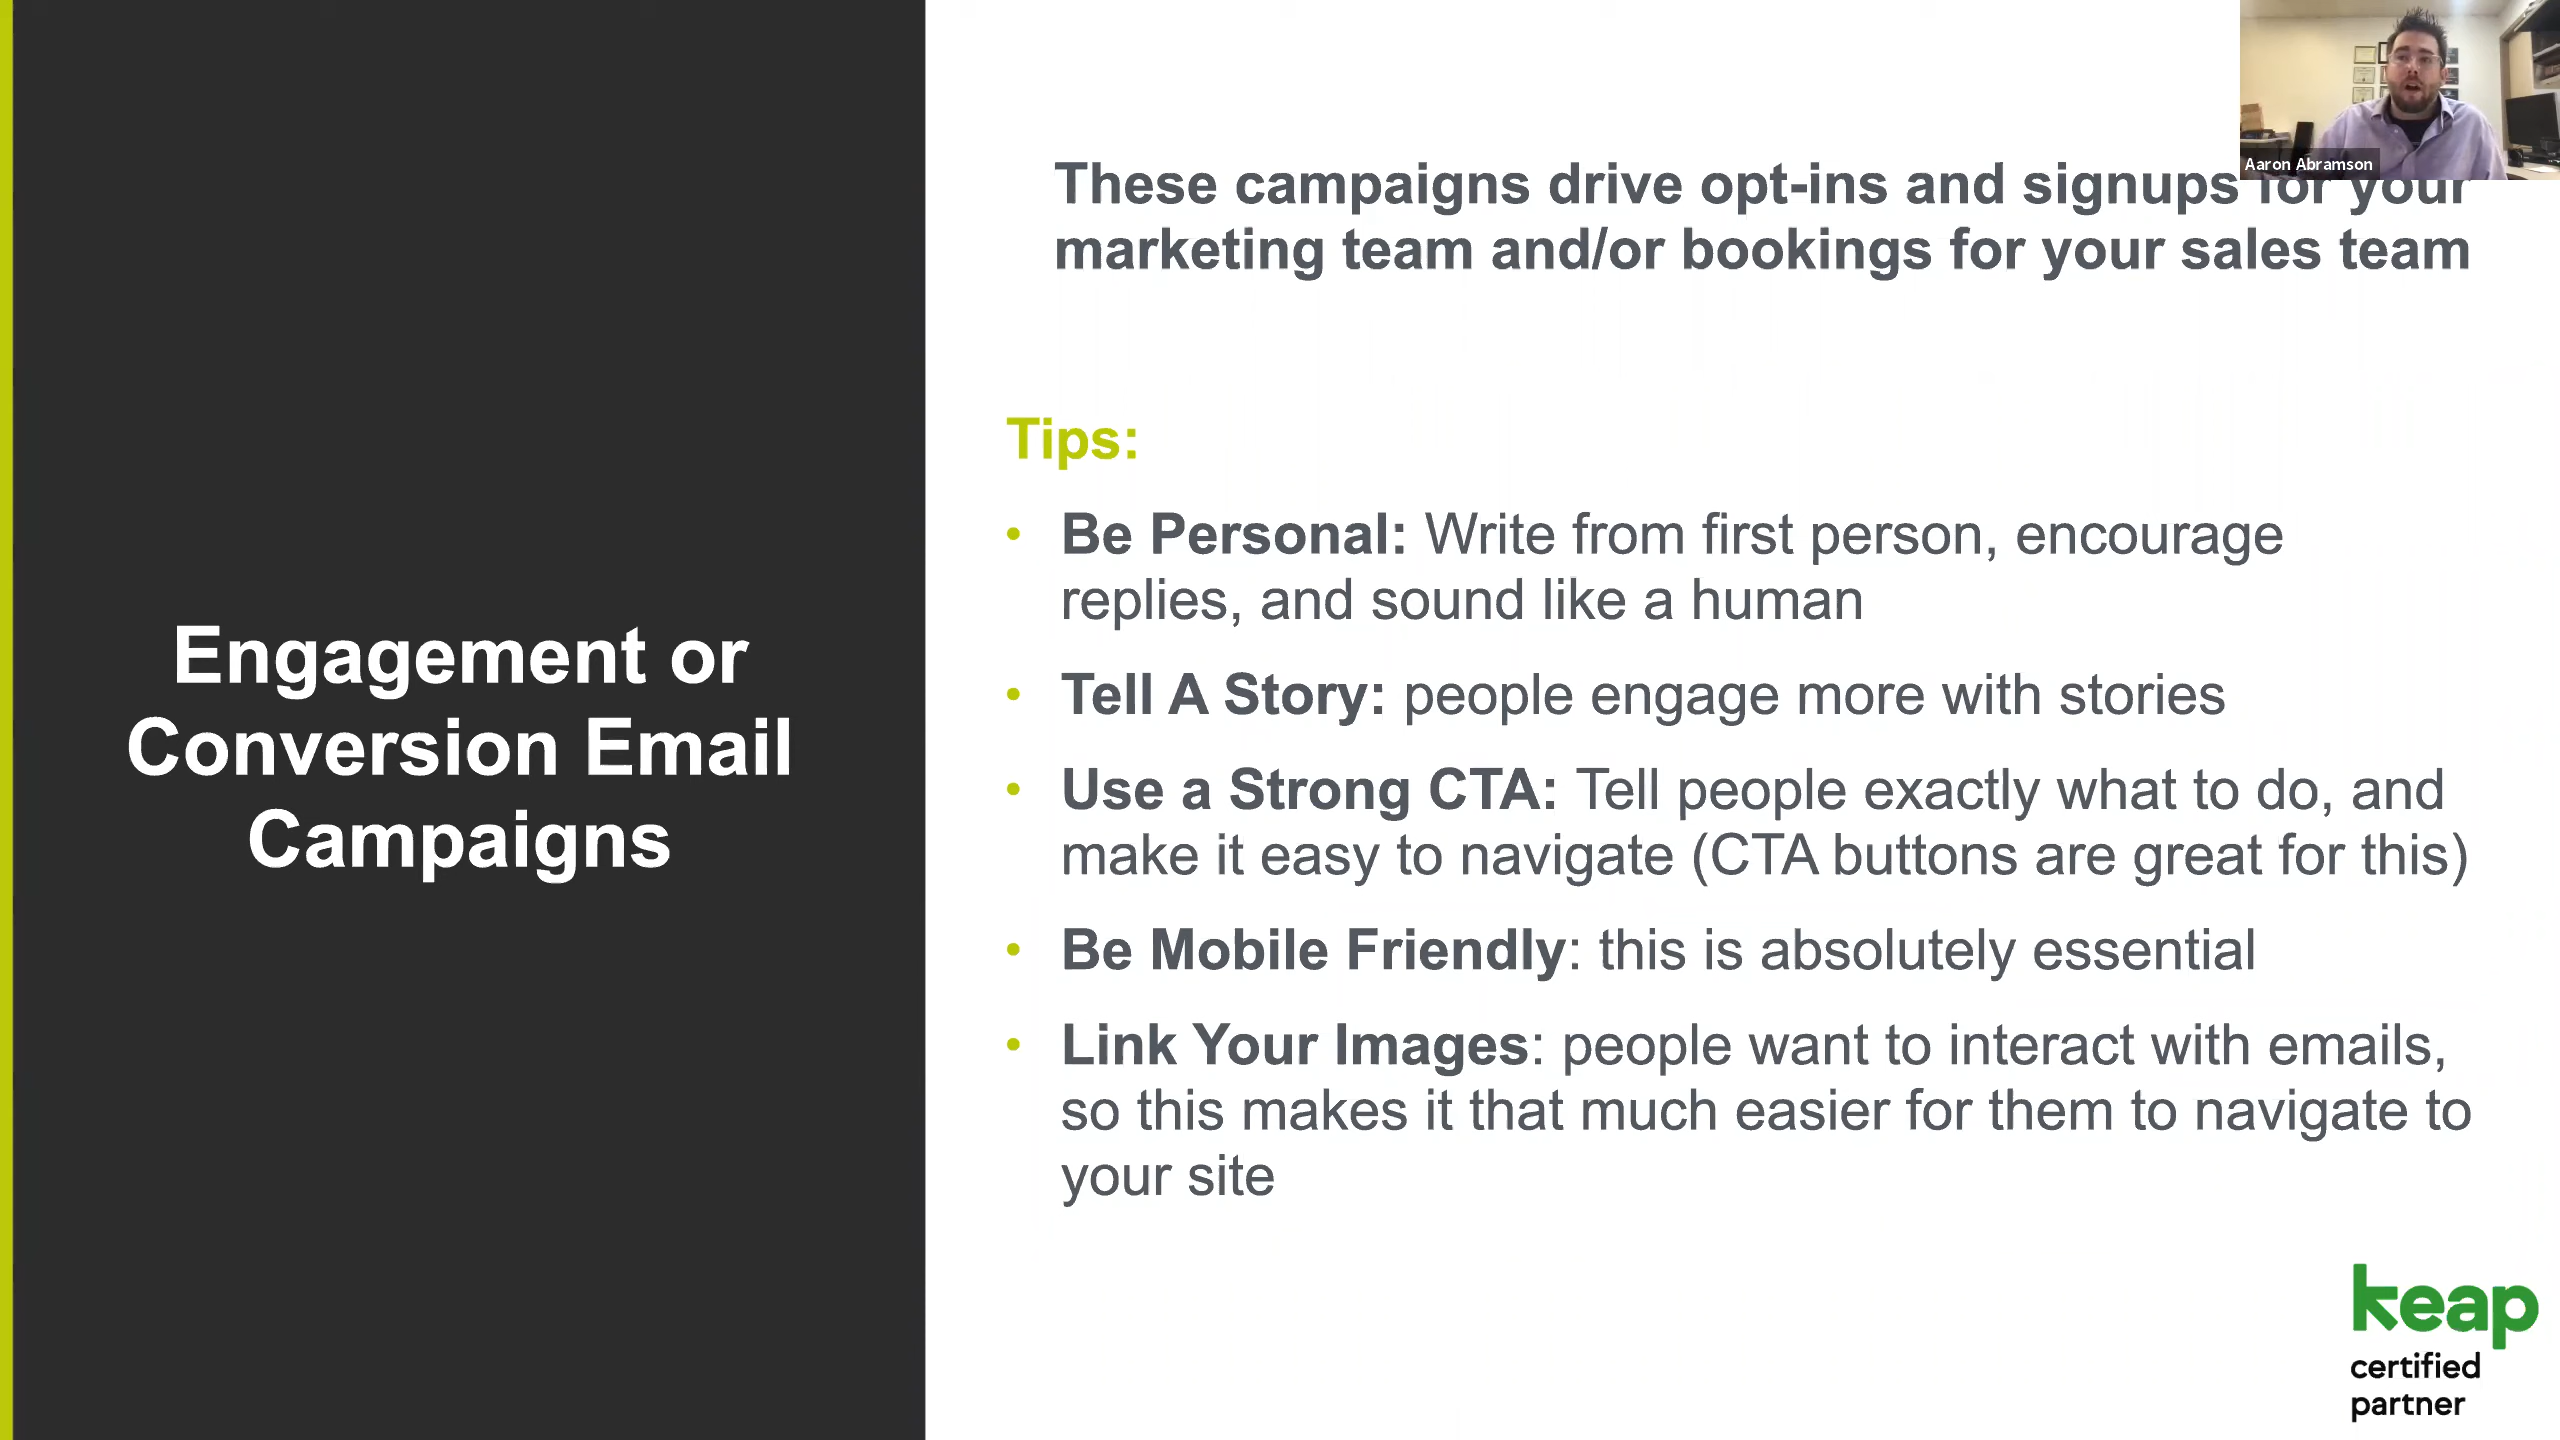 Aaron Abramson
These campaigns drive opt-ins and signups for your
marketing team and/or bookings for your sales team
Engagement or
Conversion Email
Campaigns
Tips:
• Be Personal: Write from first person, encourage
replies, and sound like a human
• Tell A Story: people engage more with stories
• Use a Strong CTA: Tell people exactly what to do, and
make it easy to navigate (CTA buttons are great for this)
• Be Mobile Friendly: this is absolutely essential
• Link Your Images: people want to interact with emails,
so this makes it that much easier for them to navigate to
your site
keap
certified
partner